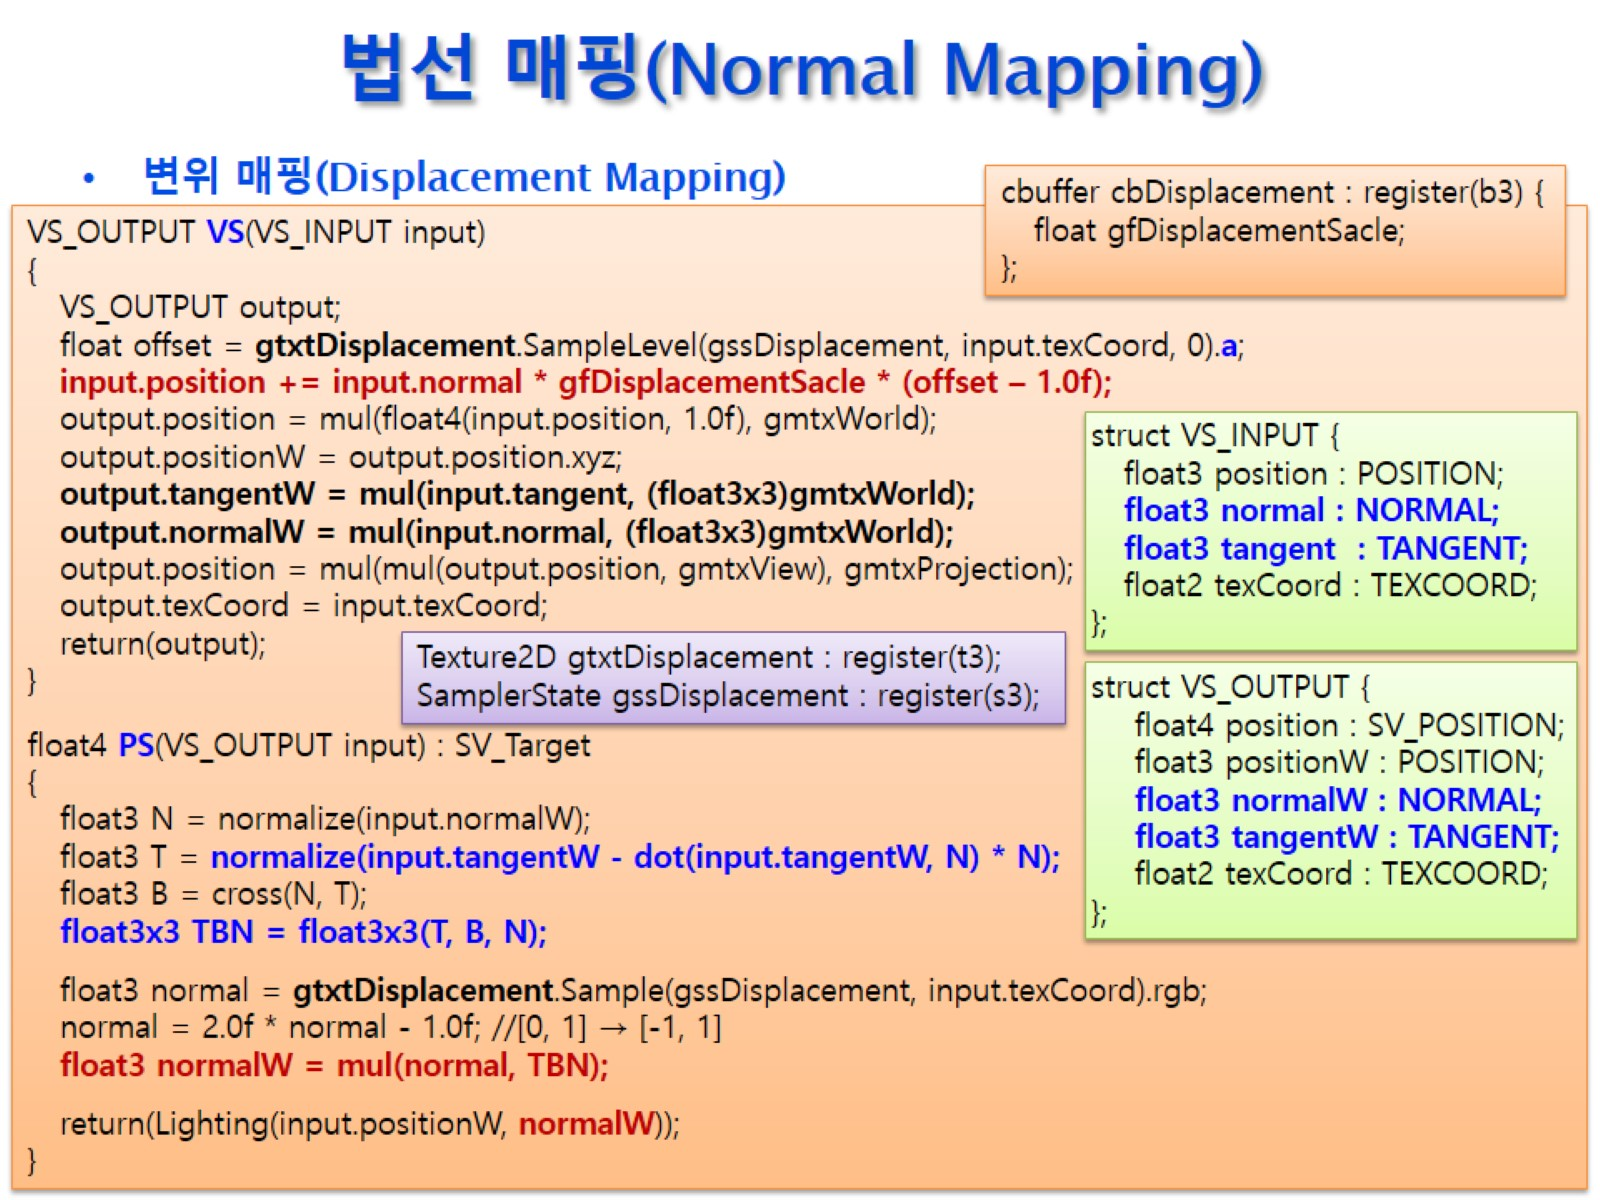 법선 매핑(Normal Mapping)
• 변위 매핑(Displacement Mapping)
cbuffer cbDisplacement : register(b3) {
float gfDisplacementSacle;
};
VS_OUTPUT VS(VS_INPUT input)
{
VS_OUTPUT output;
float offset = gtxtDisplacement.SampleLevel(gssDisplacement, input.texCoord, 0).a;
input.position += input.normal * gfDisplacementSacle * (offset – 1.0f);
output.position = mul(float4(input.position, 1.0f), gmtxWorld);
output.positionW = output.position.xyz;
output.tangentW = mul(input.tangent, (float3x3)gmtxWorld);
output.normalW = mul(input.normal, (float3x3)gmtxWorld);
output.position = mul(mul(output.position, gmtxView), gmtxProjection);
output.texCoord = input.texCoord;
return(output);
}
struct VS_INPUT {
float3 position : POSITION;
float3 normal : NORMAL;
float3 tangent : TANGENT;
float2 texCoord : TEXCOORD;
};
Texture2D gtxtDisplacement : register(t3);
SamplerState gssDisplacement : register(s3);
struct VS_OUTPUT {
float4 position : SV_POSITION;
float3 positionW : POSITION;
float3 normalW : NORMAL;
float3 tangentW : TANGENT;
float2 texCoord : TEXCOORD;
};
float4 PS(VS_OUTPUT input) : SV_Target
{
float3 N = normalize(input.normalW);
float3 T = normalize(input.tangentW - dot(input.tangentW, N) * N);
float3 B = cross(N, T);
float3x3 TBN = float3x3(T, B, N);
float3 normal = gtxtDisplacement.Sample(gssDisplacement, input.texCoord).rgb;
normal = 2.0f * normal - 1.0f; //[0, 1] → [-1, 1]
float3 normalW = mul(normal, TBN);
return(Lighting(input.positionW, normalW));
}